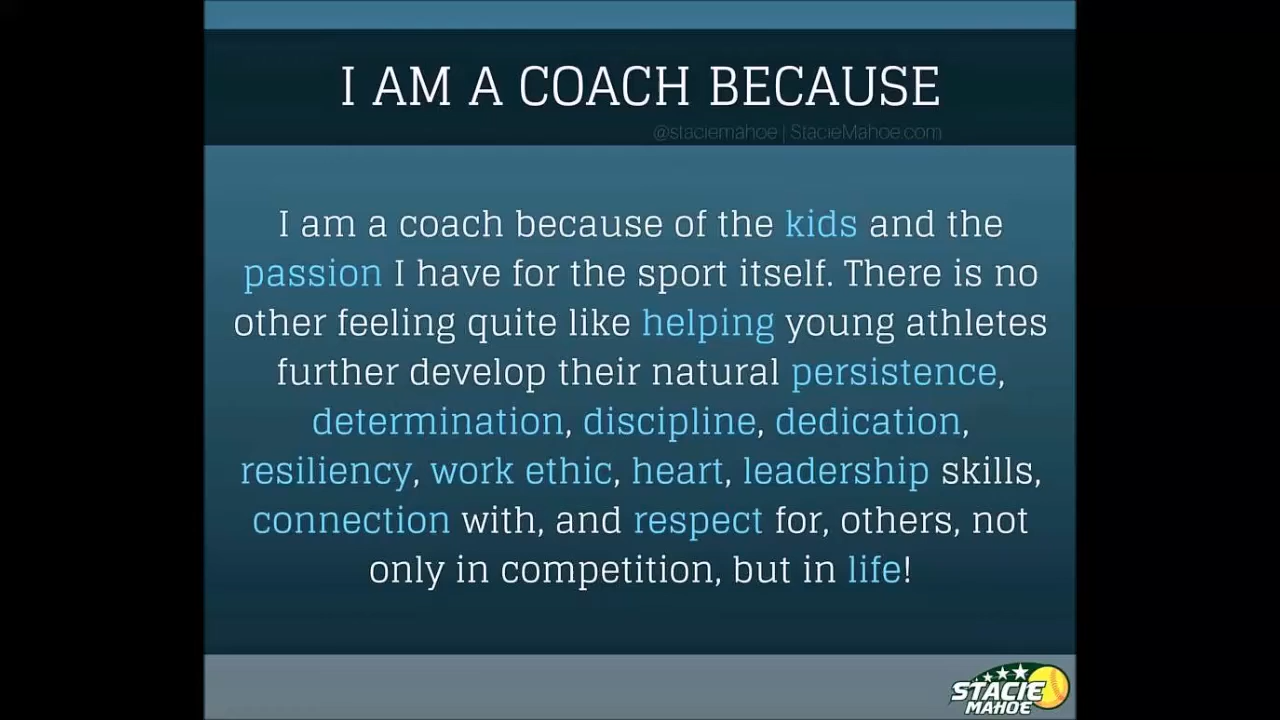 I AM A COACH BECAUSE
@staciemahoe | StacieMahoe.com
I am a coach because of the kids and the
passion I have for the sport itself. There is no
other feeling quite like helping young athletes
further develop their natural persistence,
determination, discipline, dedication,
resiliency, work ethic, heart, leadership skills,
connection with, and respect for, others, not
only in competition, but in life!
STACIE
MAHOE